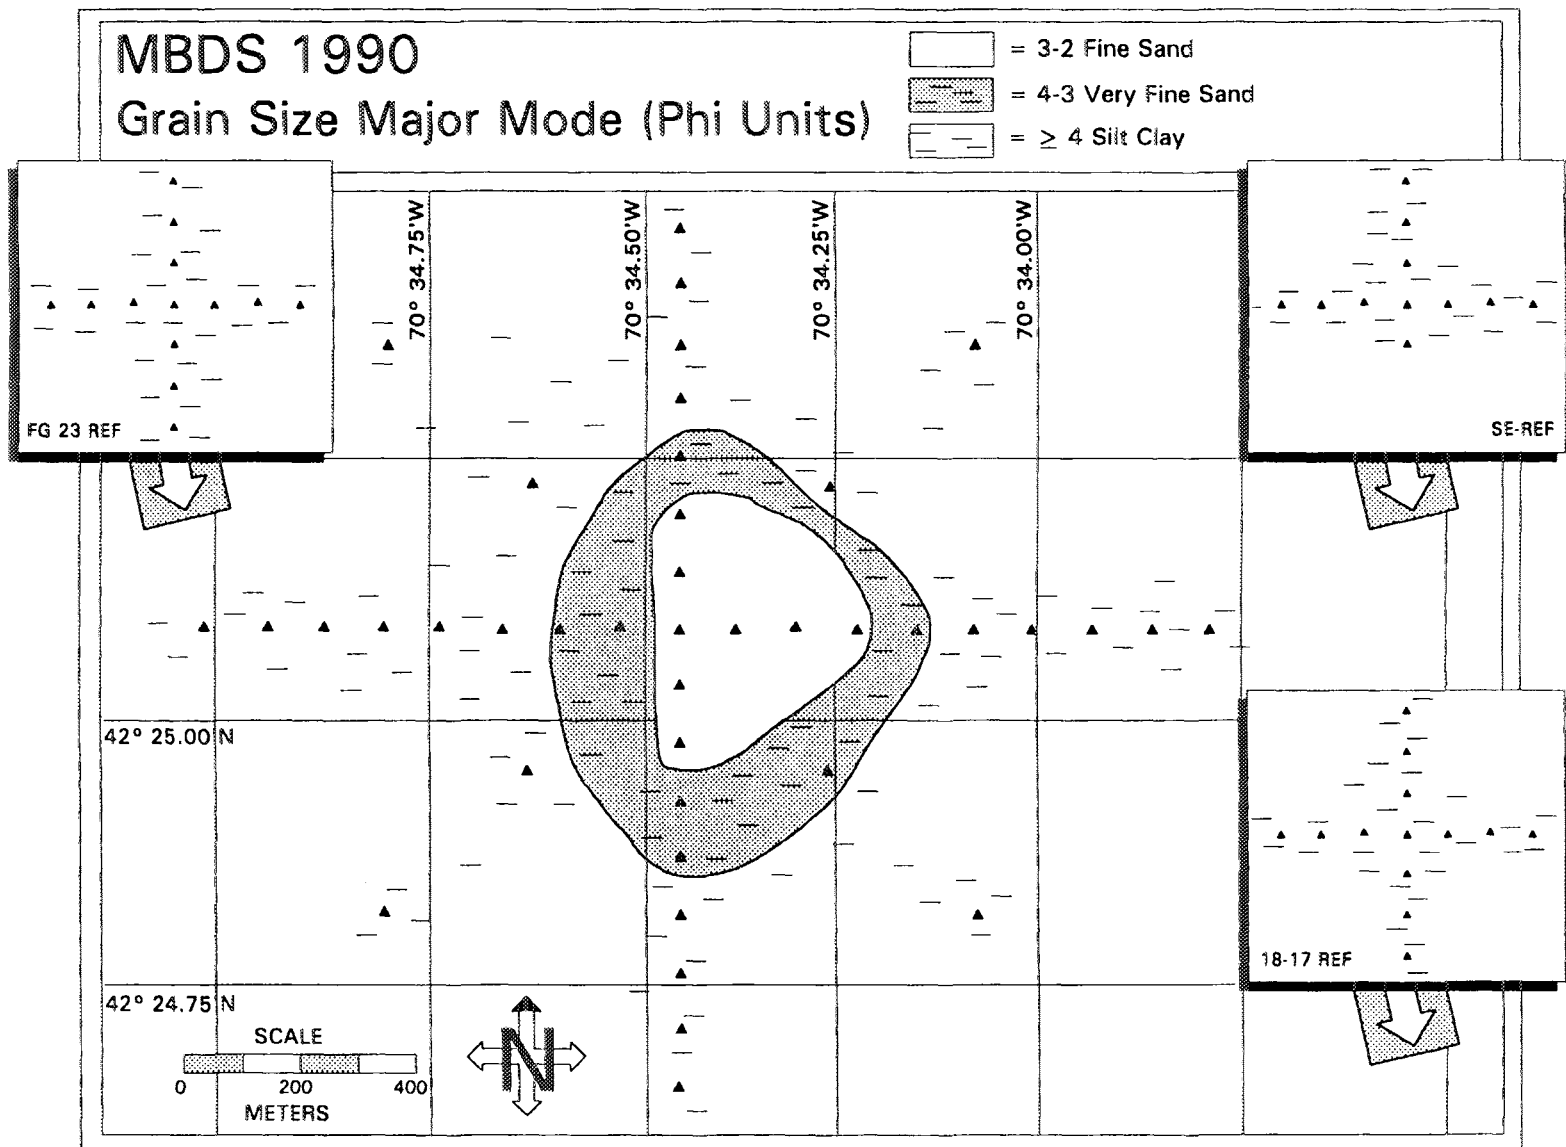 MBDS 1990
Grain Size Major Mode (Phi Units)
= 3-2 Fine Sand
= 4-3 Very Fine Sand
= ≥ 4 Silt Clay
70° 34.75'W
70° 34.50'W
70° 34.25'W
70° 34.00'W
FG 23 REF
SE-REF
42° 25.00'N
18-17 REF
42° 24.75'N
SCALE
0 200 400
METERS
N